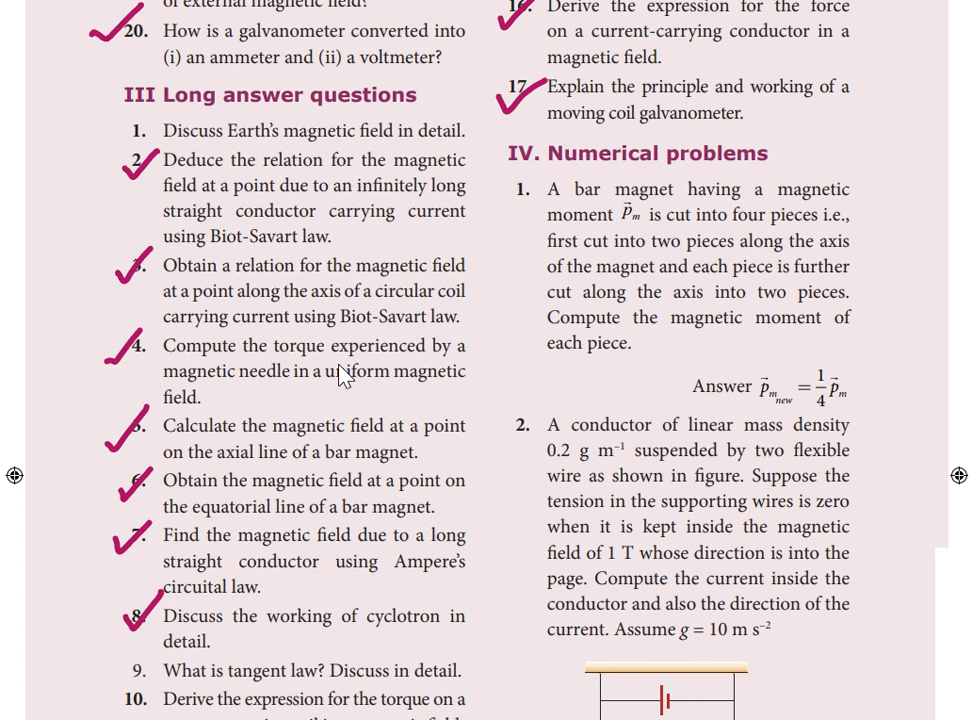 of external magnetic field?
20. How is a galvanometer converted into
(i) an ammeter and (ii) a voltmeter?
III Long answer questions
1. Discuss Earth’s magnetic field in detail.
2. Deduce the relation for the magnetic
field at a point due to an infinitely long
straight conductor carrying current
using Biot-Savart law.
3. Obtain a relation for the magnetic field
at a point along the axis of a circular coil
carrying current using Biot-Savart law.
4. Compute the torque experienced by a
magnetic needle in a uniform magnetic
field.
5. Calculate the magnetic field at a point
on the axial line of a bar magnet.
6. Obtain the magnetic field at a point on
the equatorial line of a bar magnet.
7. Find the magnetic field due to a long
straight conductor using Ampere’s
circuital law.
8. Discuss the working of cyclotron in
detail.
9. What is tangent law? Discuss in detail.
10. Derive the expression for the torque on a
16. Derive the expression for the force
on a current-carrying conductor in a
magnetic field.
17. Explain the principle and working of a
moving coil galvanometer.
IV. Numerical problems
1. A bar magnet having a magnetic
moment p⃗ₘ is cut into four pieces i.e.,
first cut into two pieces along the axis
of the magnet and each piece is further
cut along the axis into two pieces.
Compute the magnetic moment of
each piece.
Answer p⃗ₘ new = 1/4 p⃗ₘ
2. A conductor of linear mass density
0.2 g m⁻¹ suspended by two flexible
wire as shown in figure. Suppose the
tension in the supporting wires is zero
when it is kept inside the magnetic
field of 1 T whose direction is into the
page. Compute the current inside the
conductor and also the direction of the
current. Assume g = 10 m s⁻²